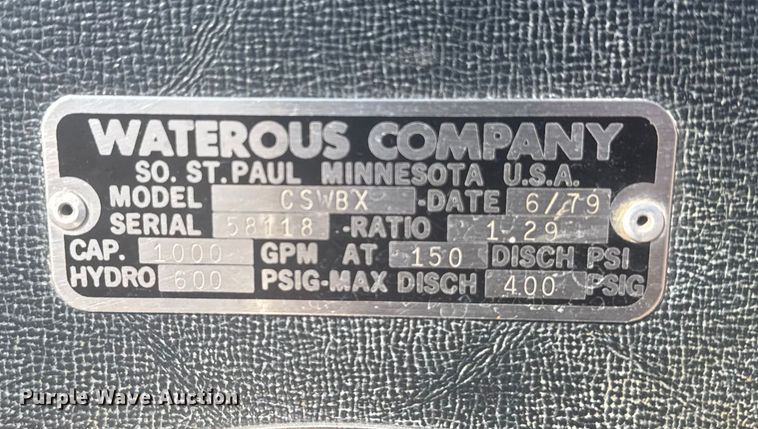 WATEROUS COMPANY
SO. ST. PAUL MINNESOTA U.S.A.
MODEL CSWBX -DATE 6/79
SERIAL 58118 -RATIO 1.29
CAP. 1000 GPM AT 150 DISCH PSI
HYDRO 600 PSIG-MAX DISCH 400 PSIG
Purple Wave Auction